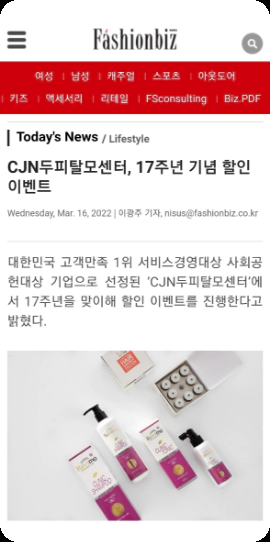 Fashionbiz
여성 | 남성 | 캐주얼 | 스포츠 | 아웃도어
키즈 | 액세서리 | 리테일 | FSconsulting | Biz.PDF
Today's News / Lifestyle
CJN두피탈모센터, 17주년 기념 할인
이벤트
Wednesday, Mar. 16, 2022 | 이광주 기자, nisus@fashionbiz.co.kr
대한민국 고객만족 1위 서비스경영대상 사회공
헌대상 기업으로 선정된 'CJN두피탈모센터'에
서 17주년을 맞이해 할인 이벤트를 진행한다고
밝혔다.
HAIR
CLINIC
SHAMPOO